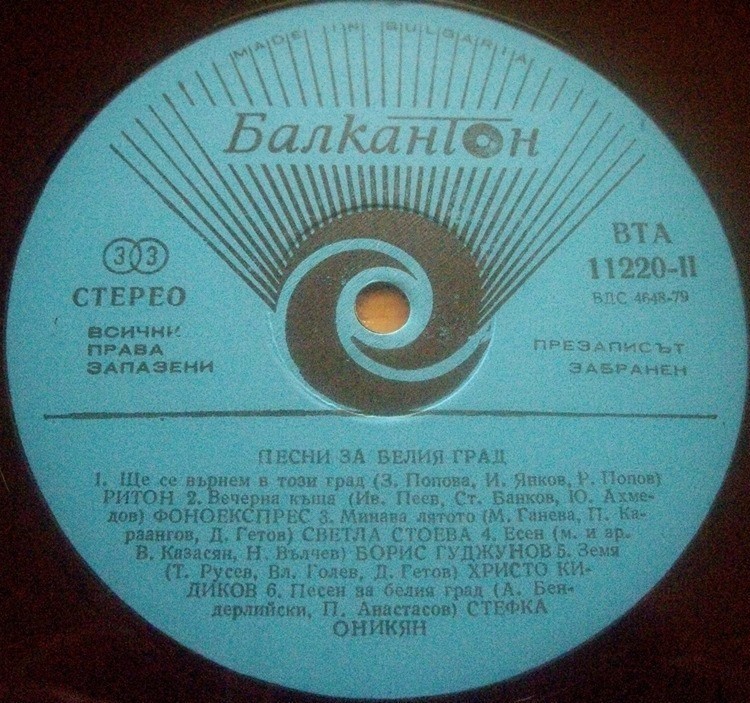 MADE IN BULGARIA
Балкантон
33
СТЕРЕО
ВСИЧКИ
ПРАВА
ЗАПАЗЕНИ
ВТА
11220-II
БДС 4648-79
ПРЕЗАПИСЪТ
ЗАБРАНЕН
ПЕСНИ ЗА БЕЛИЯ ГРАД
1. Ще се върнем в този град (З. Попова, И. Янков, Р. Попов)
РИТОН 2. Вечерна къща (Ив. Пеев, Ст. Банков, Ю. Ахме-
дов) ФОНОЕКСПРЕС 3. Минава лятото (М. Ганева, П. Ка-
раангов, Д. Гетов) СВЕТЛА СТОЕВА 4. Есен (м. и ар.
В. Казасян, Н. Вълчев) БОРИС ГУДЖУНОВ 5. Земя
(Т. Русев, Вл. Голев, Д. Гетов) ХРИСТО КИ-
ДИКОВ 6. Песен за белия град (А. Бен-
дерлийски, П. Анастасов) СТЕФКА
ОНИКЯН